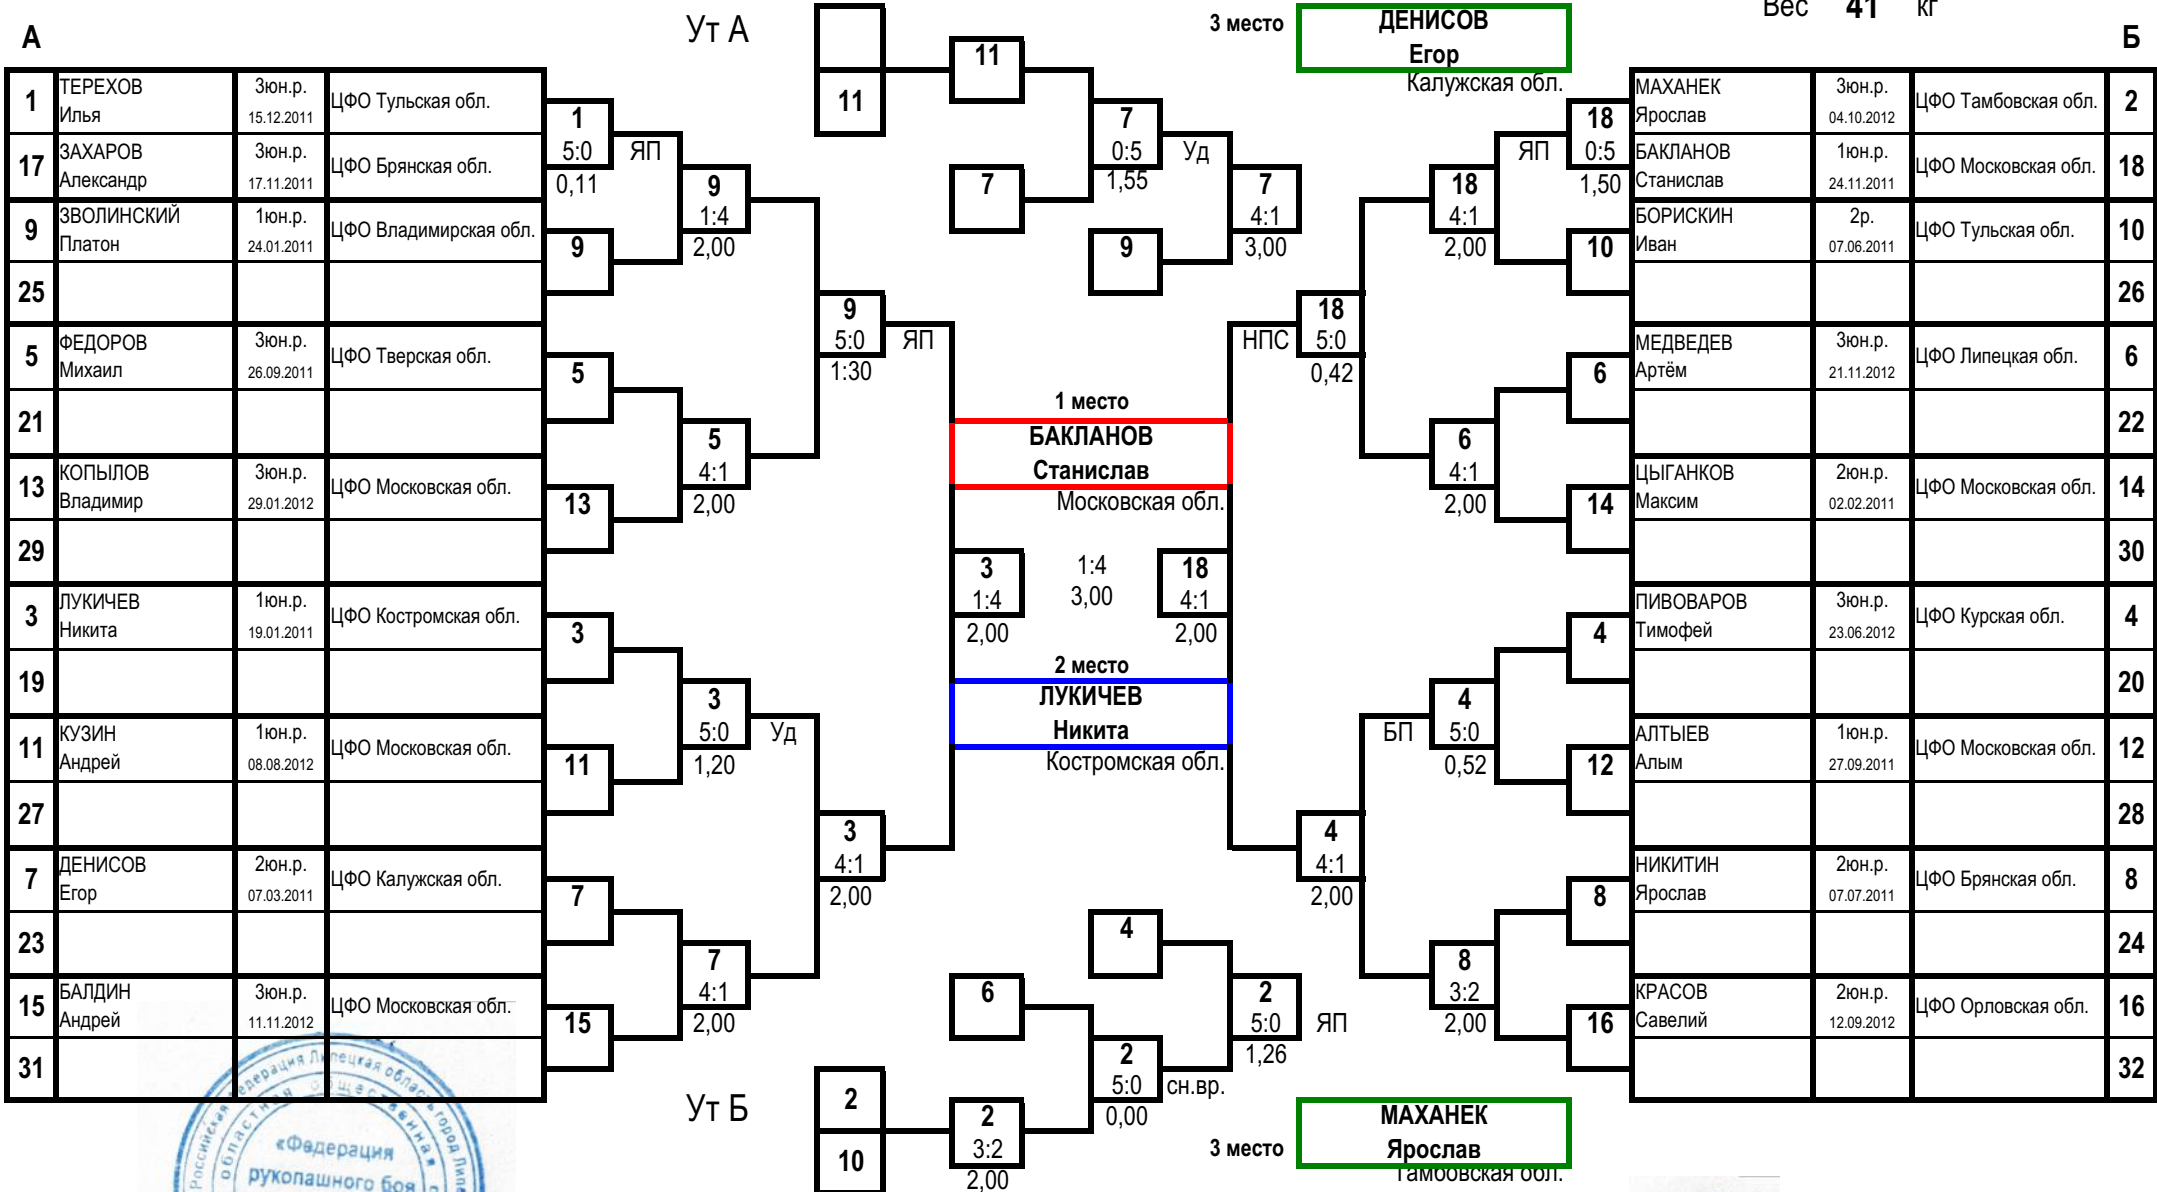 Вес 41 кг
А
Ут А
3 место
ДЕНИСОВ
Егор
Калужская обл.
Б
1 ТЕРЕХОВ Илья 3юн.р. 15.12.2011 ЦФО Тульская обл.
17 ЗАХАРОВ Александр 3юн.р. 17.11.2011 ЦФО Брянская обл.
9 ЗВОЛИНСКИЙ Платон 1юн.р. 24.01.2011 ЦФО Владимирская обл.
25
5 ФЕДОРОВ Михаил 3юн.р. 26.09.2011 ЦФО Тверская обл.
21
13 КОПЫЛОВ Владимир 3юн.р. 29.01.2012 ЦФО Московская обл.
29
3 ЛУКИЧЕВ Никита 1юн.р. 19.01.2011 ЦФО Костромская обл.
19
11 КУЗИН Андрей 1юн.р. 08.08.2012 ЦФО Московская обл.
27
7 ДЕНИСОВ Егор 2юн.р. 07.03.2011 ЦФО Калужская обл.
23
15 БАЛДИН Андрей 3юн.р. 11.11.2012 ЦФО Московская обл.
31
1
5:0
0,11
ЯП
9
9
1:4
2,00
5
13
5
4:1
2,00
9
5:0
1:30
ЯП
3
11
3
5:0
1,20
Уд
7
15
7
4:1
2,00
3
4:1
2,00
11
11
7
7
0:5
1,55
Уд
9
7
4:1
3,00
1 место
БАКЛАНОВ
Станислав
Московская обл.
3
1:4
2,00
1:4
3,00
18
4:1
2,00
2 место
ЛУКИЧЕВ
Никита
Костромская обл.
18
0:5
1,50
ЯП
10
18
4:1
2,00
6
14
6
4:1
2,00
18
5:0
0,42
НПС
4
12
4
5:0
0,52
БП
8
16
8
3:2
2,00
4
4:1
2,00
МАХАНЕК Ярослав 3юн.р. 04.10.2012 ЦФО Тамбовская обл. 2
БАКЛАНОВ Станислав 1юн.р. 24.11.2011 ЦФО Московская обл. 18
БОРИСКИН Иван 2р. 07.06.2011 ЦФО Тульская обл. 10
26
МЕДВЕДЕВ Артём 3юн.р. 21.11.2012 ЦФО Липецкая обл. 6
22
ЦЫГАНКОВ Максим 2юн.р. 02.02.2011 ЦФО Московская обл. 14
30
ПИВОВАРОВ Тимофей 3юн.р. 23.06.2012 ЦФО Курская обл. 4
20
АЛТЫЕВ Алым 1юн.р. 27.09.2011 ЦФО Московская обл. 12
28
НИКИТИН Ярослав 2юн.р. 07.07.2011 ЦФО Брянская обл. 8
24
КРАСОВ Савелий 2юн.р. 12.09.2012 ЦФО Орловская обл. 16
32
Ут Б
2
10
2
3:2
2,00
6
2
5:0
0,00
сн.вр.
4
2
5:0
1,26
ЯП
3 место
МАХАНЕК
Ярослав
Тамбовская обл.
областная общественная
«Федерация
рукопашного боя